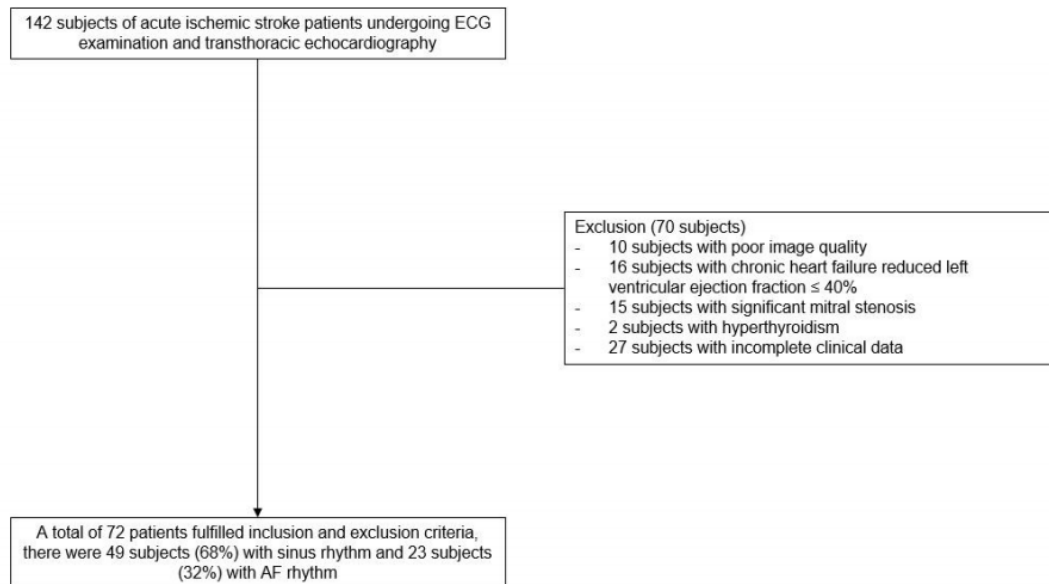 142 subjects of acute ischemic stroke patients undergoing ECG
examination and transthoracic echocardiography
Exclusion (70 subjects)
- 10 subjects with poor image quality
- 16 subjects with chronic heart failure reduced left
ventricular ejection fraction ≤ 40%
- 15 subjects with significant mitral stenosis
- 2 subjects with hyperthyroidism
- 27 subjects with incomplete clinical data
A total of 72 patients fulfilled inclusion and exclusion criteria,
there were 49 subjects (68%) with sinus rhythm and 23 subjects
(32%) with AF rhythm